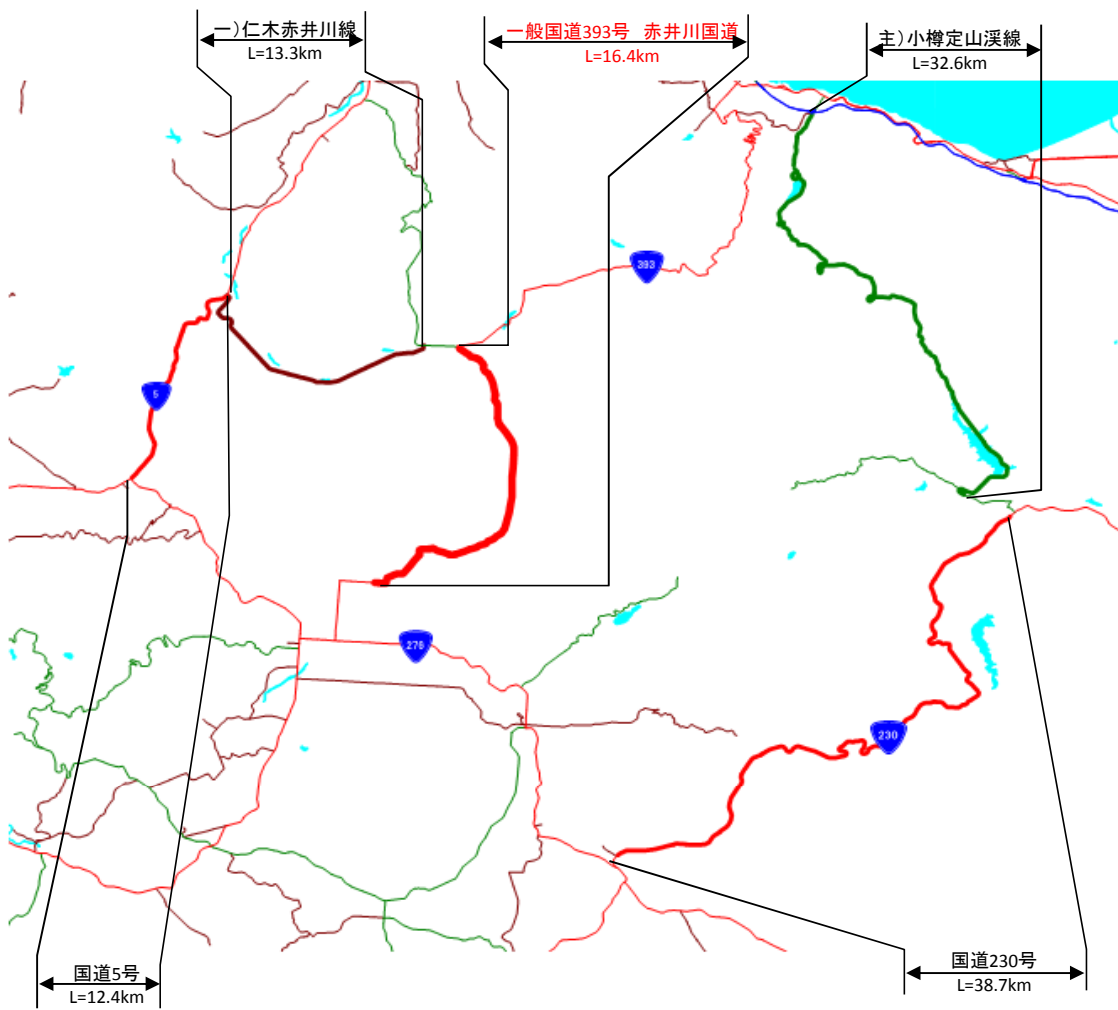 一）仁木赤井川線
L=13.3km
一般国道393号 赤井川国道
L=16.4km
主）小樽定山渓線
L=32.6km
393
5
276
230
国道5号
L=12.4km
国道230号
L=38.7km